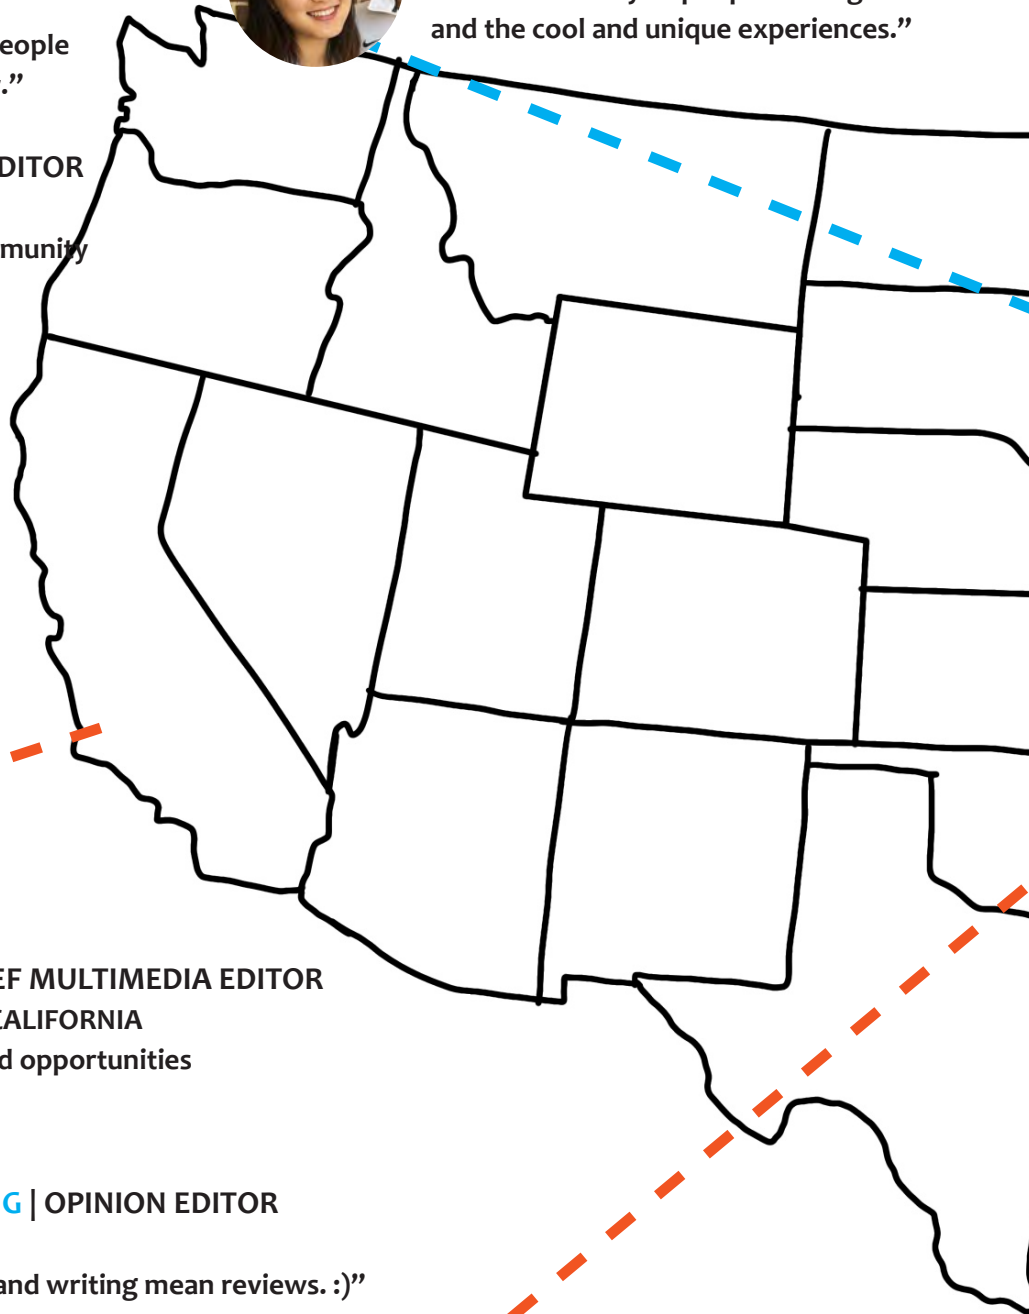 and the cool and unique experiences.”
eople
.”
DITOR
munity
EF MULTIMEDIA EDITOR
CALIFORNIA
d opportunities
G | OPINION EDITOR
and writing mean reviews. :)”